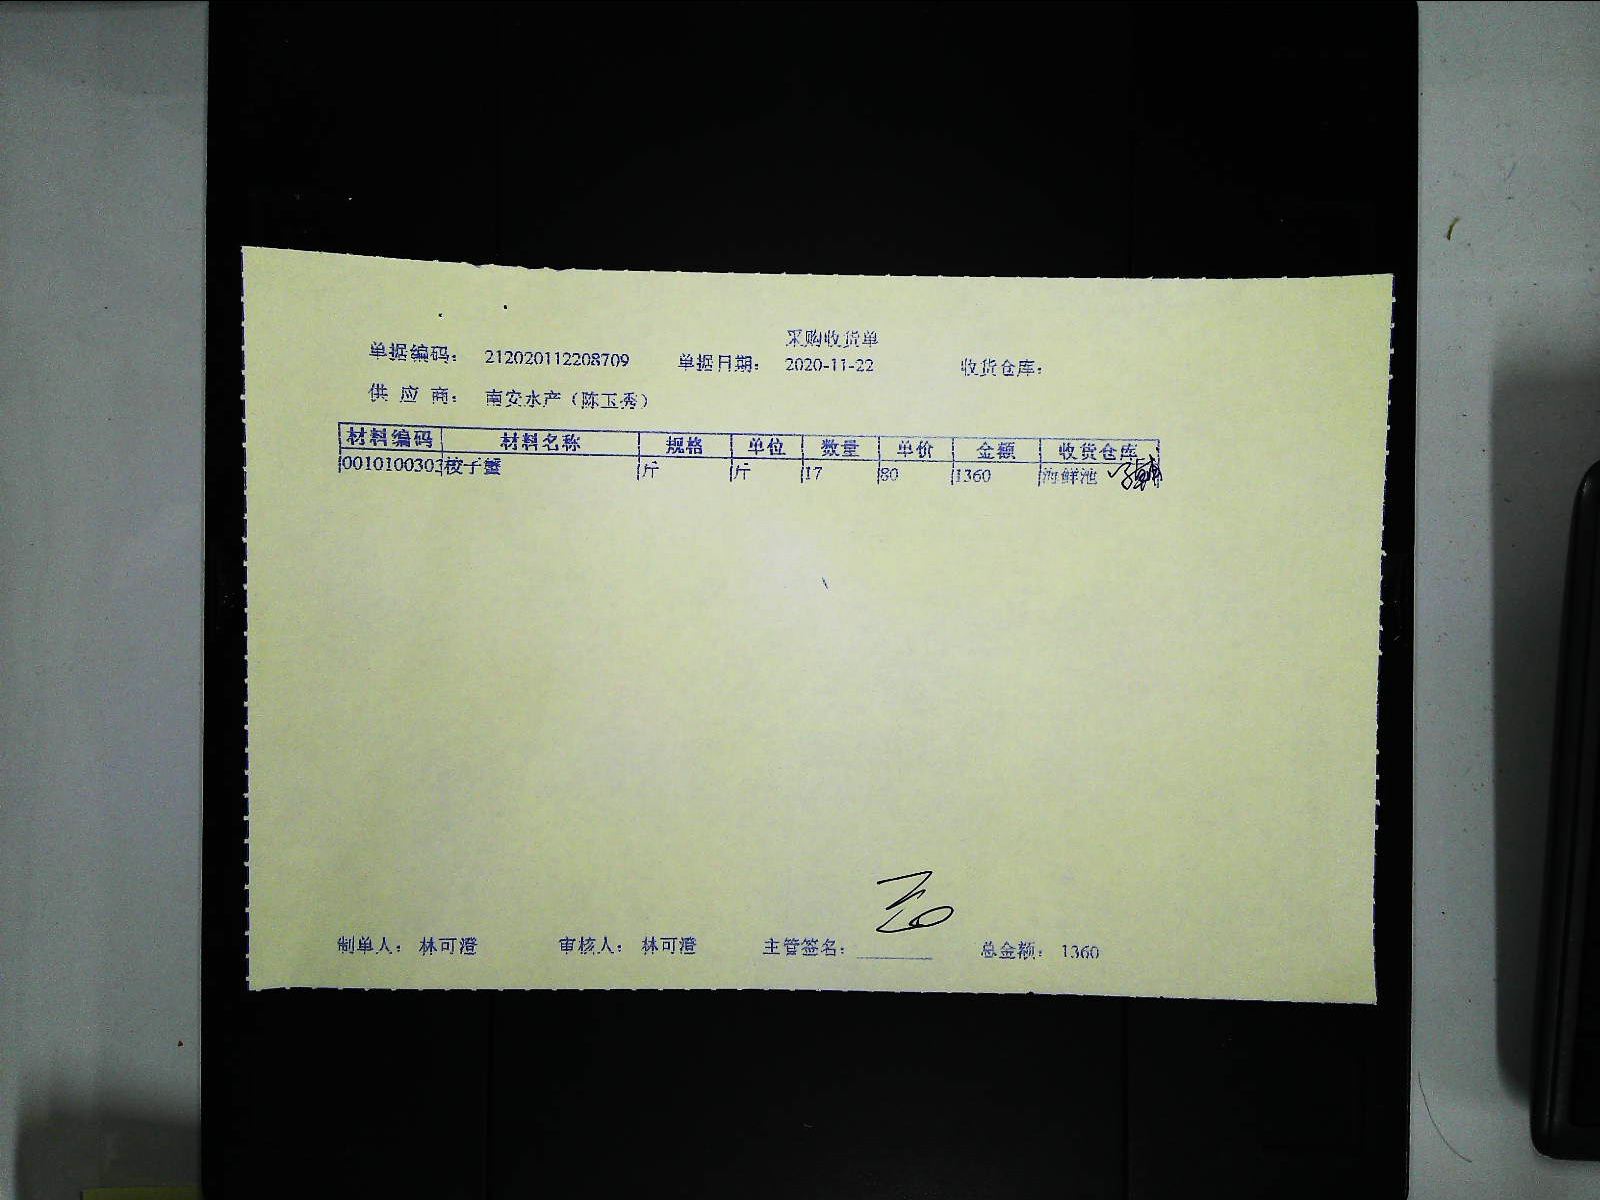 采购收货单
单据编码： 212020112208709 单据日期： 2020-11-22 收货仓库：
供 应 商： 南安水产（陈玉秀）
材料编码 材料名称 规格 单位 数量 单价 金额 收货仓库
0010100303 梭子蟹 斤 斤 17 80 1360 海鲜池
制单人： 林可澄 审核人： 林可澄 主管签名： 总金额： 1360